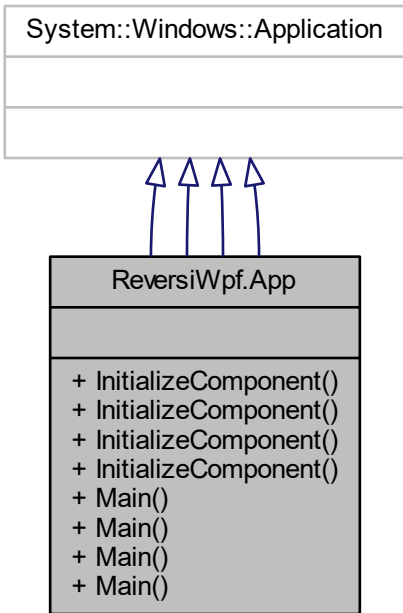 System::Windows::Application
ReversiWpf.App
+ InitializeComponent()
+ InitializeComponent()
+ InitializeComponent()
+ InitializeComponent()
+ Main()
+ Main()
+ Main()
+ Main()